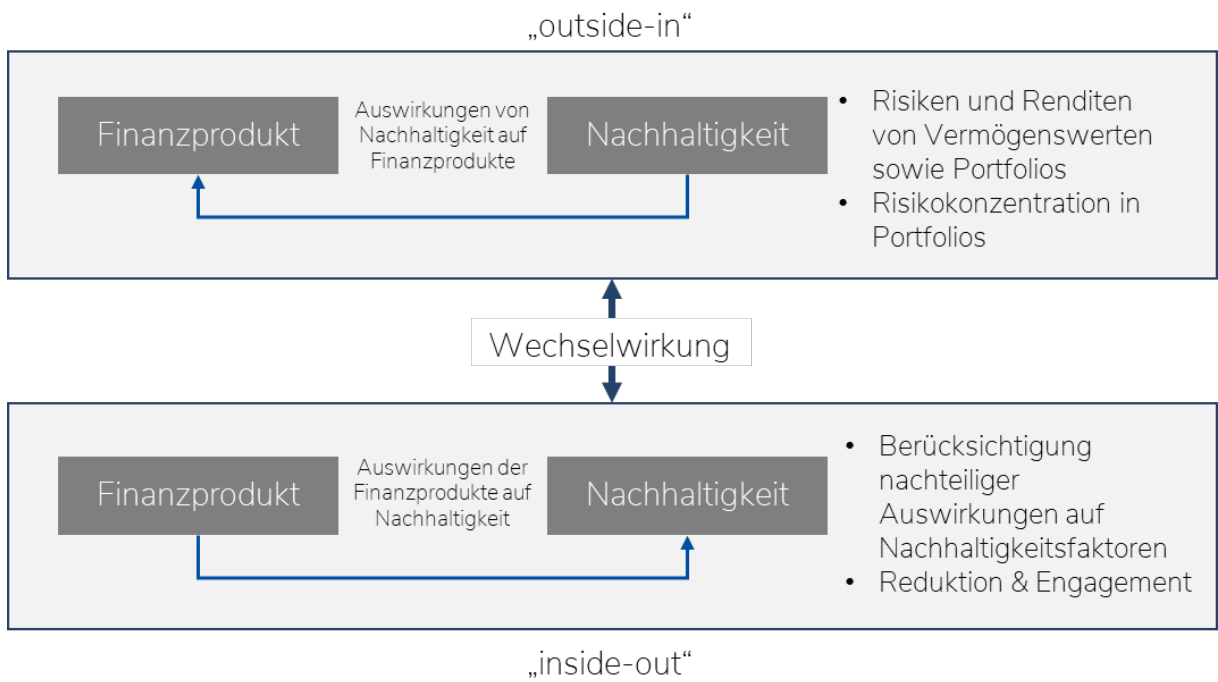 „outside-in“
Finanzprodukt
Auswirkungen von
Nachhaltigkeit auf
Finanzprodukte
Nachhaltigkeit
• Risiken und Renditen
von Vermögenswerten
sowie Portfolios
• Risikokonzentration in
Portfolios
Wechselwirkung
Finanzprodukt
Auswirkungen der
Finanzprodukte auf
Nachhaltigkeit
Nachhaltigkeit
• Berücksichtigung
nachteiliger
Auswirkungen auf
Nachhaltigkeitsfaktoren
• Reduktion & Engagement
„inside-out“